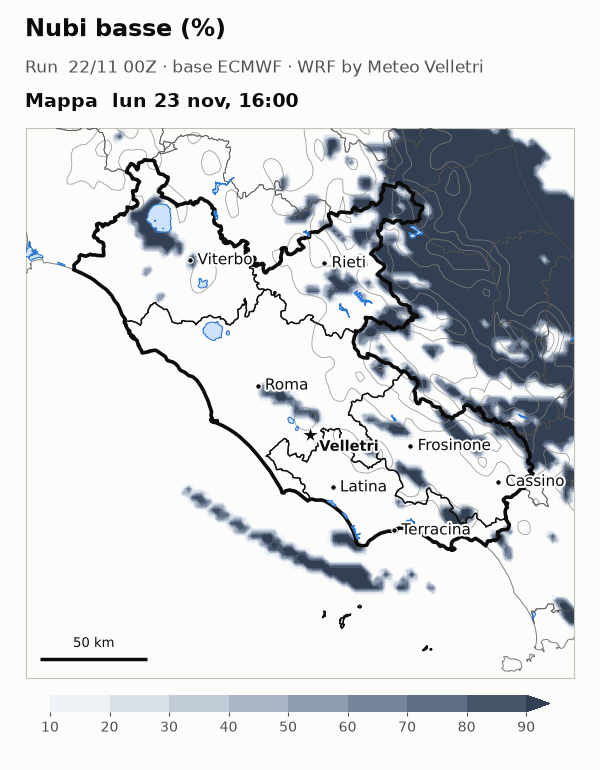 Nubi basse (%)
Run 22/11 00Z · base ECMWF · WRF by Meteo Velletri
Mappa lun 23 nov, 16:00
Viterbo
Rieti
Roma
Velletri
Frosinone
Cassino
Latina
Terracina
50 km
10 20 30 40 50 60 70 80 90